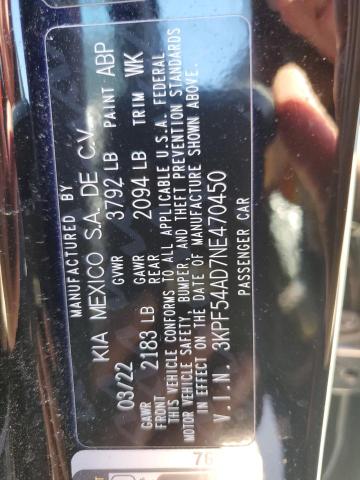 MANUFACTURED BY
KIA MEXICO S.A. DE C.V.
03/22 GVWR 3792 LB PAINT ABP
GAWR FRONT 2183 LB GAWR REAR 2094 LB TRIM WK
THIS VEHICLE CONFORMS TO ALL APPLICABLE U.S.A. FEDERAL
MOTOR VEHICLE SAFETY, BUMPER, AND THEFT PREVENTION STANDARDS
IN EFFECT ON THE DATE OF MANUFACTURE SHOWN ABOVE.
V.I.N. 3KPF54AD7NE470450
PASSENGER CAR